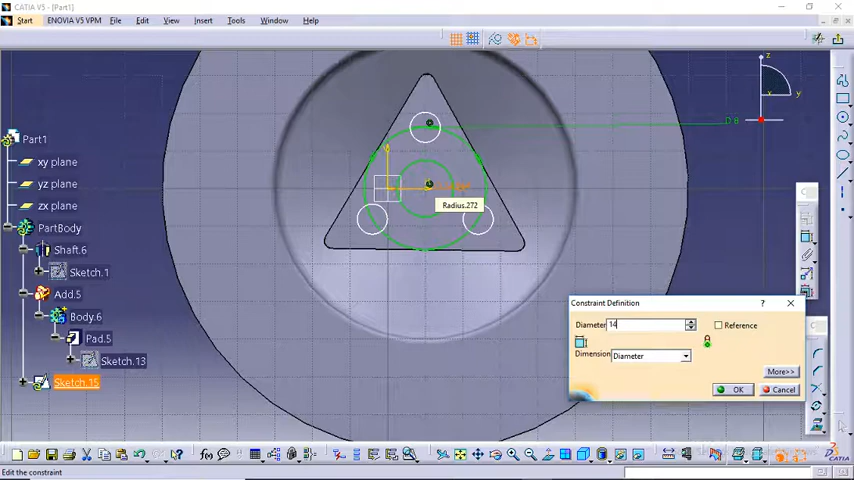 CATIA V5 - [Part1]
Start ENOVIA V5 VPM File Edit View Insert Tools Window Help
Part1
xy plane
yz plane
zx plane
PartBody
Shaft.6
Sketch.1
Add.5
Body.6
Pad.5
Sketch.13
Sketch.15
D 8
z
x
y
Radius.272
Constraint Definition
Diameter 14
Reference
Dimension Diameter
More>>
OK
Cancel
Edit the constraint
CATIA